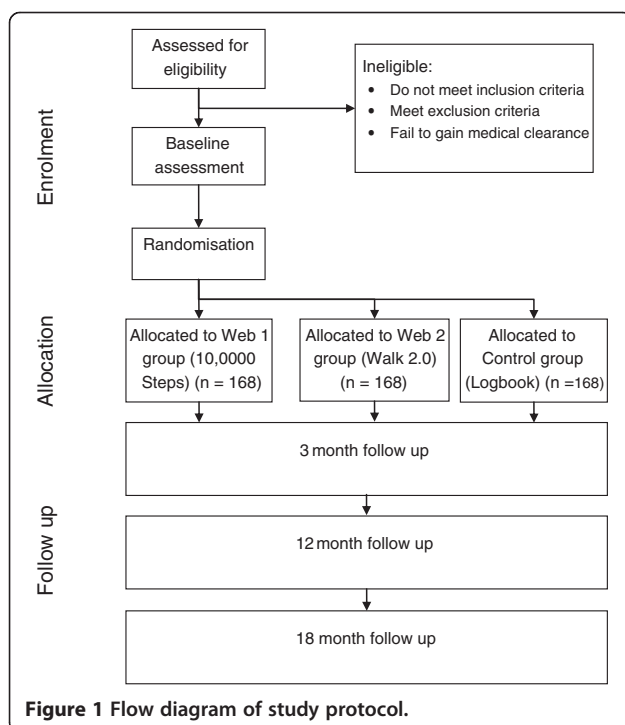 Assessed for
eligibility
Ineligible:
• Do not meet inclusion criteria
• Meet exclusion criteria
• Fail to gain medical clearance
Enrolment
Baseline
assessment
Randomisation
Allocation
Allocated to Web 1
group (10,0000
Steps) (n = 168)
Allocated to Web 2
group (Walk 2.0)
(n = 168)
Allocated to
Control group
(Logbook) (n =168)
Follow up
3 month follow up
12 month follow up
18 month follow up
Figure 1 Flow diagram of study protocol.